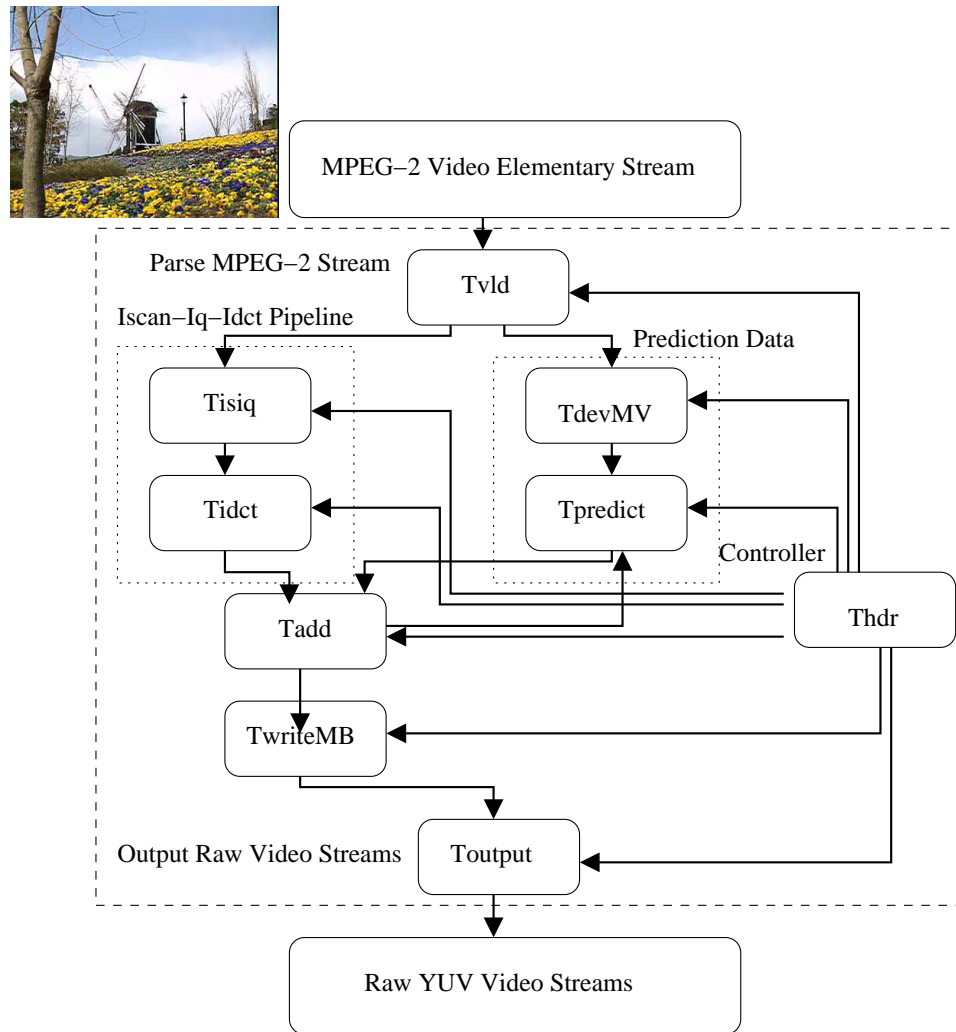 MPEG−2 Video Elementary Stream
Parse MPEG−2 Stream
Tvld
Iscan−Iq−Idct Pipeline
Prediction Data
Tisiq
TdevMV
Tidct
Tpredict
Controller
Tadd
Thdr
TwriteMB
Output Raw Video Streams
Toutput
Raw YUV Video Streams